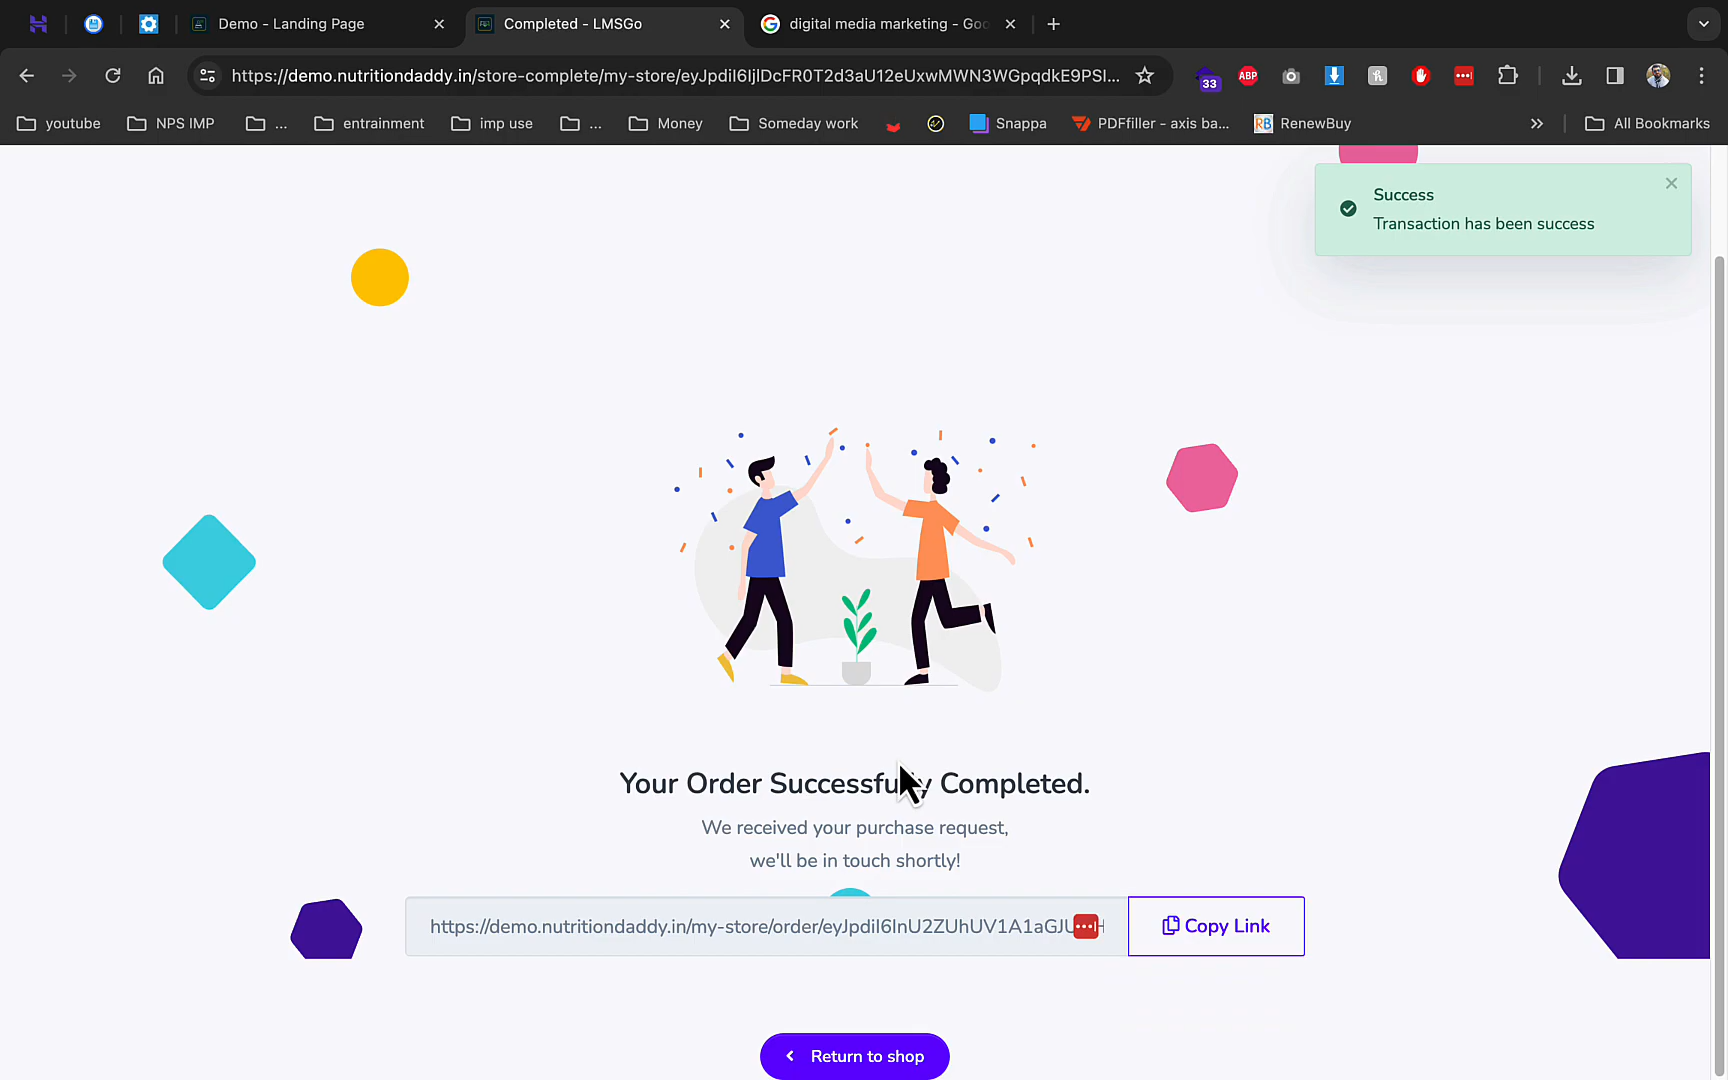 Demo - Landing Page
Completed - LMSGo
digital media marketing - Goo
https://demo.nutritiondaddy.in/store-complete/my-store/eyJpdiI6IjlDcFR0T2d3aU12eUxwMWN3WGpqdkE9PSI...
33
ABP
youtube
NPS IMP
...
entrainment
imp use
...
Money
Someday work
Snappa
PDFfiller - axis ba...
RB
RenewBuy
All Bookmarks
Success
Transaction has been success
Your Order Successfully Completed.
We received your purchase request,
we'll be in touch shortly!
https://demo.nutritiondaddy.in/my-store/order/eyJpdiI6InU2ZUhUV1A1aGJU
Copy Link
Return to shop